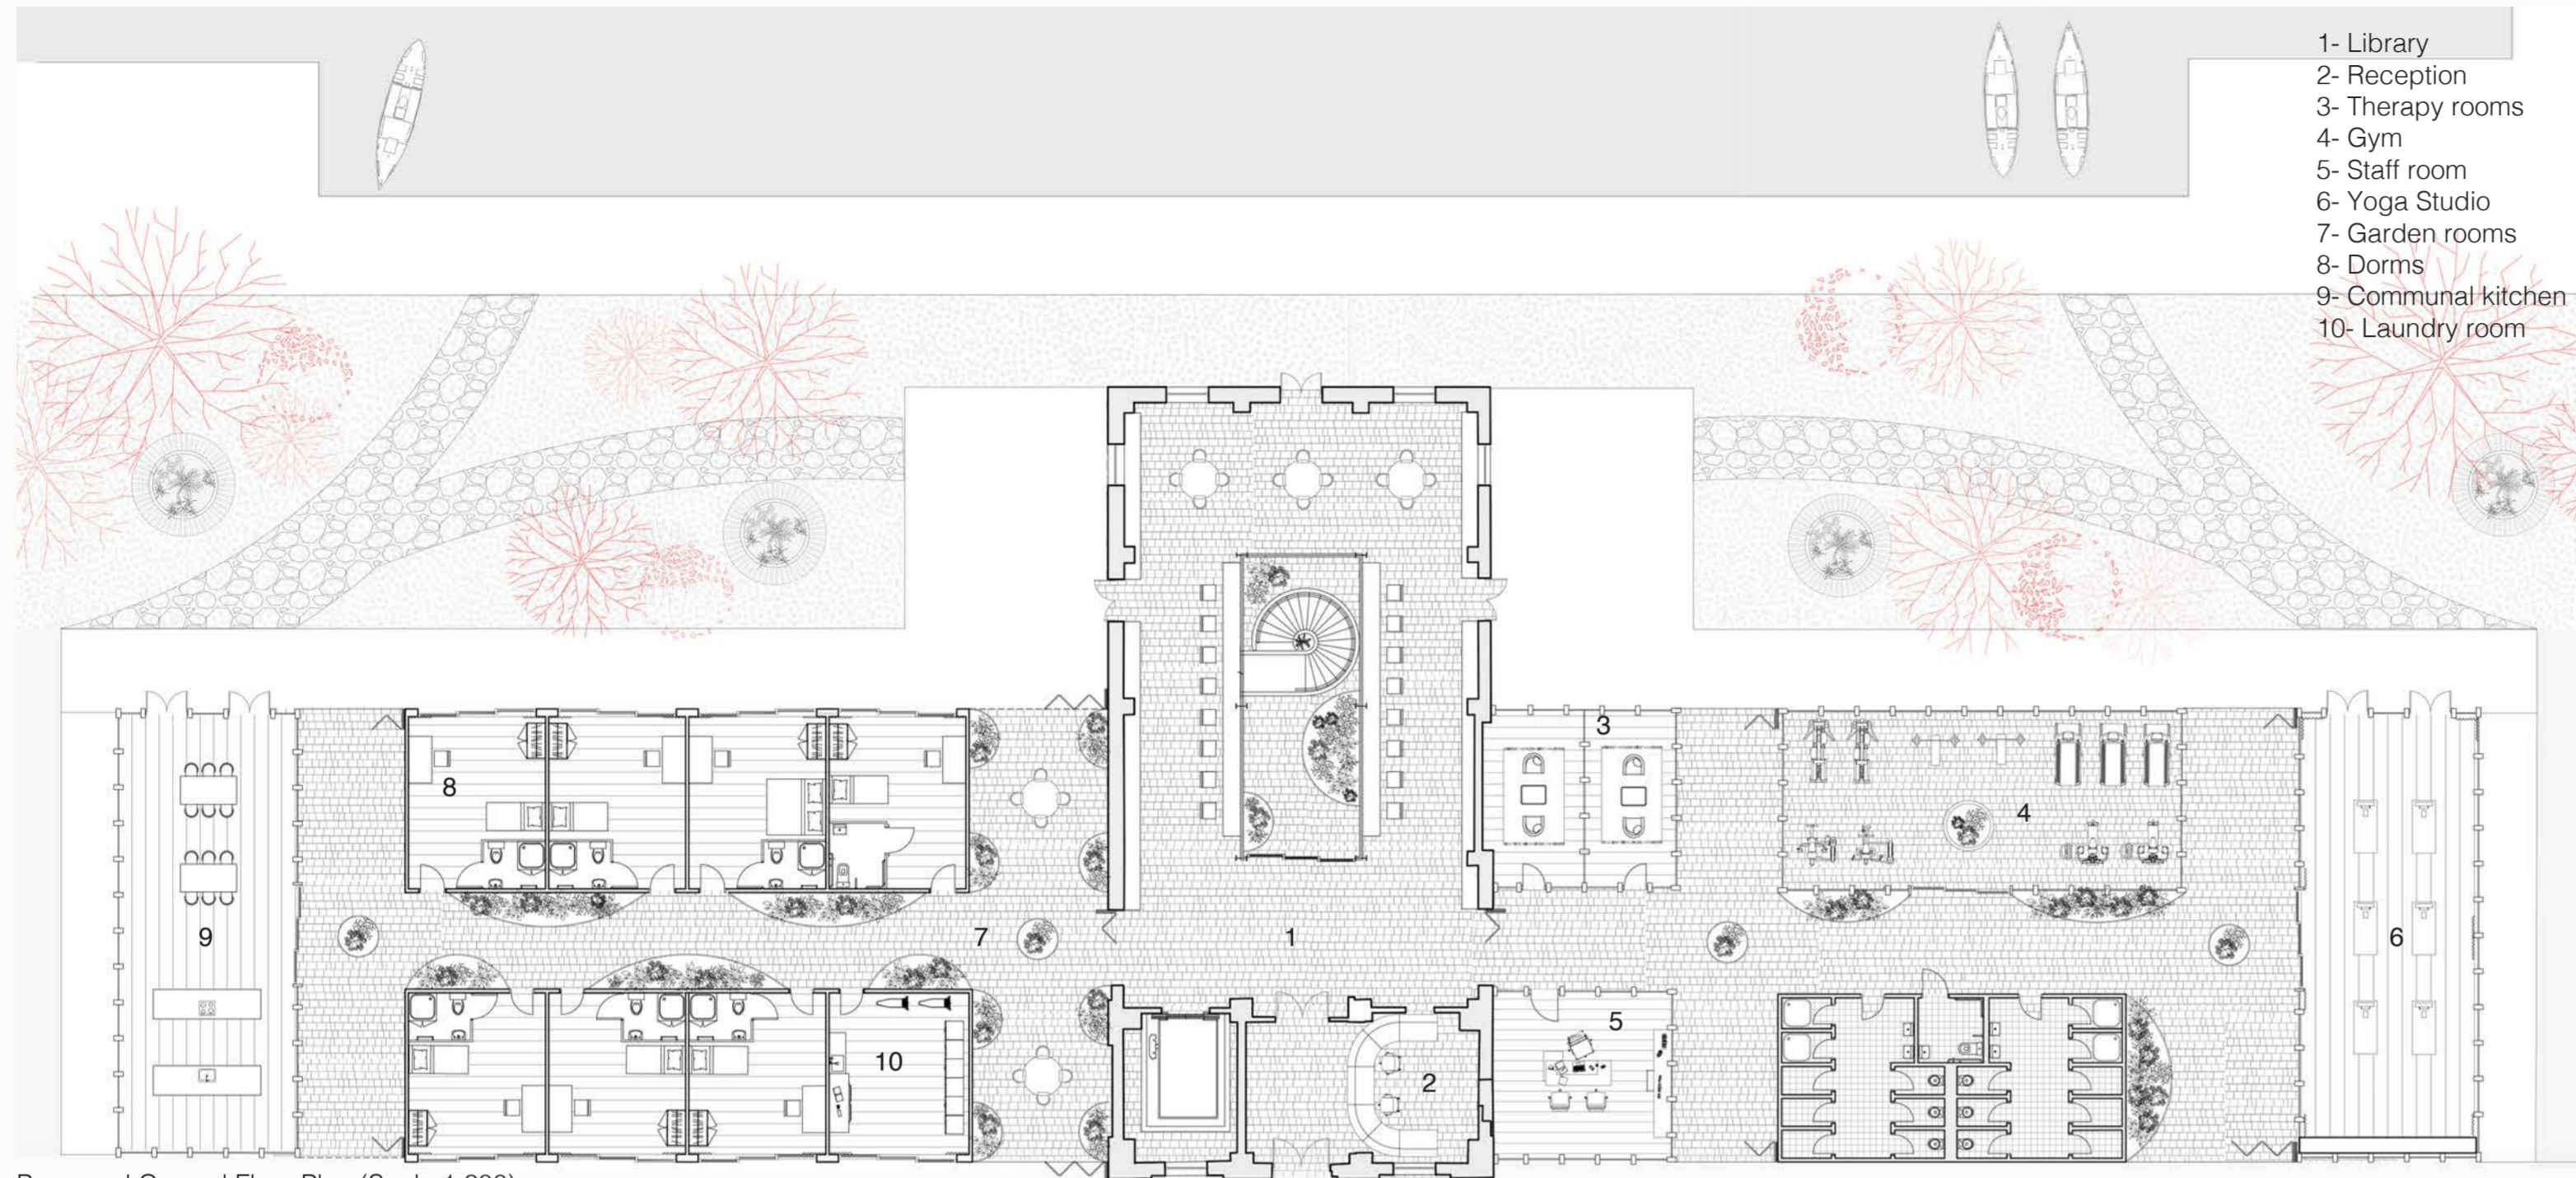 1- Library
2- Reception
3- Therapy rooms
4- Gym
5- Staff room
6- Yoga Studio
7- Garden rooms
8- Dorms
9- Communal kitchen
10- Laundry room
3
8
4
9
7
1
6
5
10
2